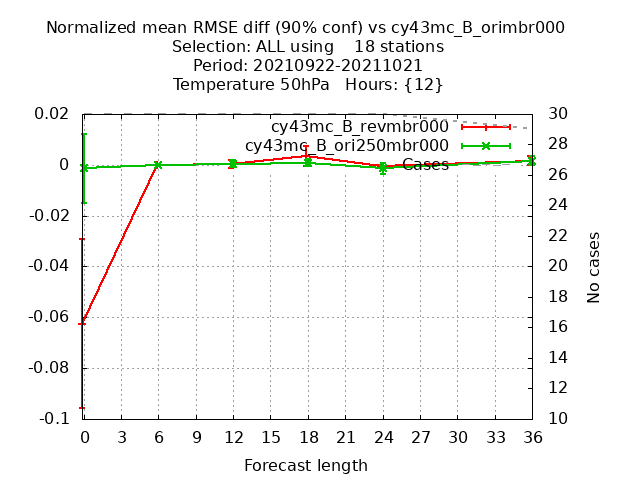 Normalized mean RMSE diff (90% conf) vs cy43mc_B_orimbr000
Selection: ALL using    18 stations
Period: 20210922-20211021
Temperature 50hPa   Hours: {12}
cy43mc_B_revmbr000
cy43mc_B_ori250mbr000
Cases
0.02
0
-0.02
-0.04
-0.06
-0.08
-0.1
30
28
26
24
22
20
18
16
14
12
10
No cases
0 3 6 9 12 15 18 21 24 27 30 33 36
Forecast length